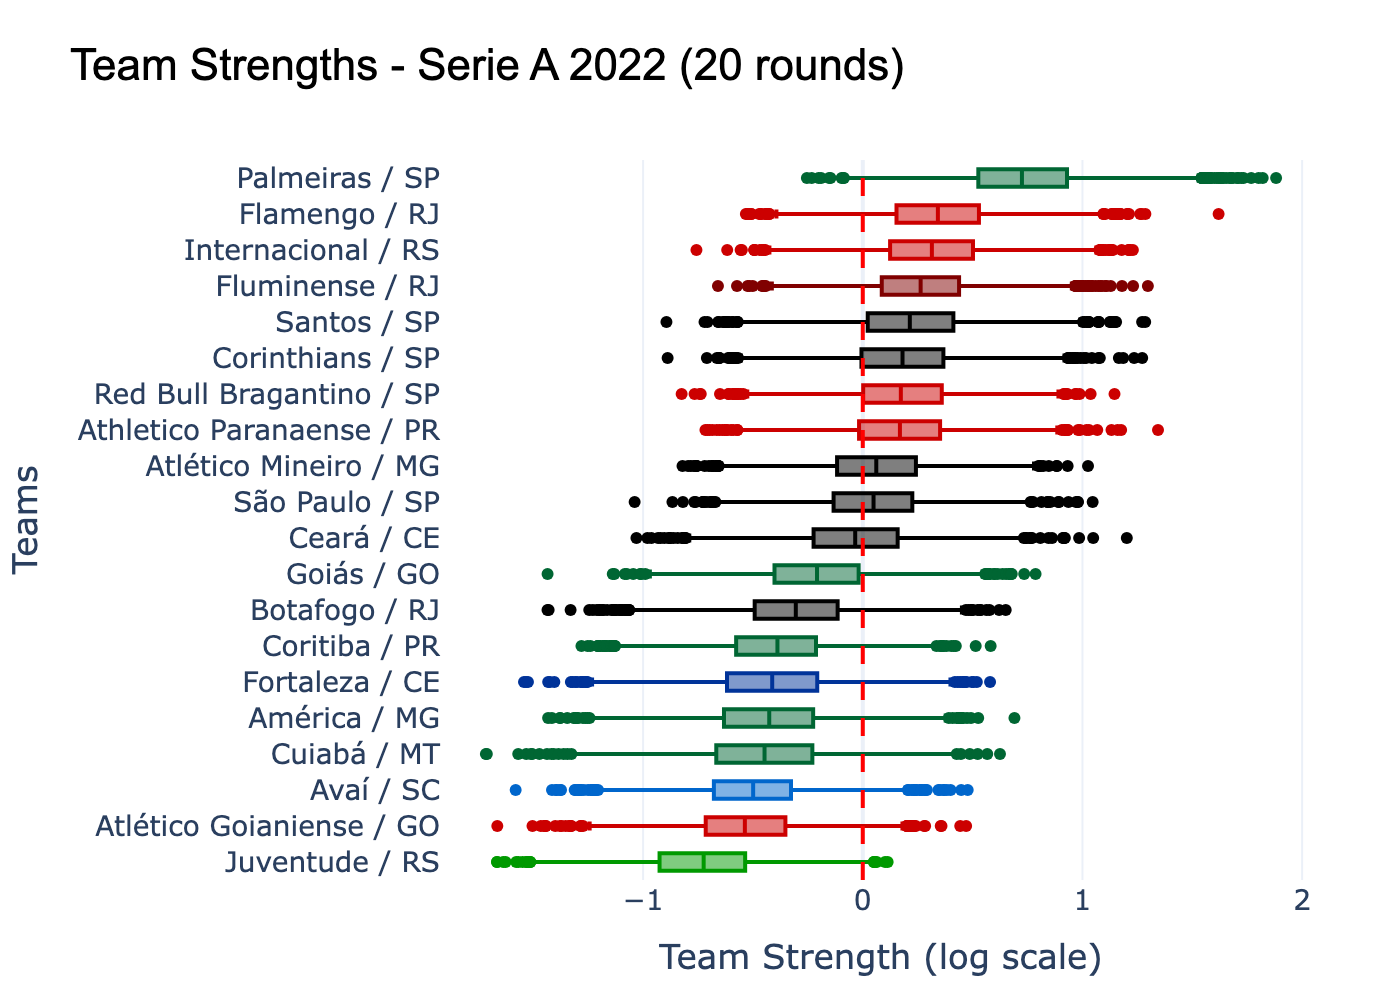 Team Strengths - Serie A 2022 (20 rounds)
Palmeiras / SP
Flamengo / RJ
Internacional / RS
Fluminense / RJ
Santos / SP
Corinthians / SP
Red Bull Bragantino / SP
Athletico Paranaense / PR
Atlético Mineiro / MG
São Paulo / SP
Ceará / CE
Goiás / GO
Botafogo / RJ
Coritiba / PR
Fortaleza / CE
América / MG
Cuiabá / MT
Avaí / SC
Atlético Goianiense / GO
Juventude / RS
Teams
−1 0 1 2
Team Strength (log scale)